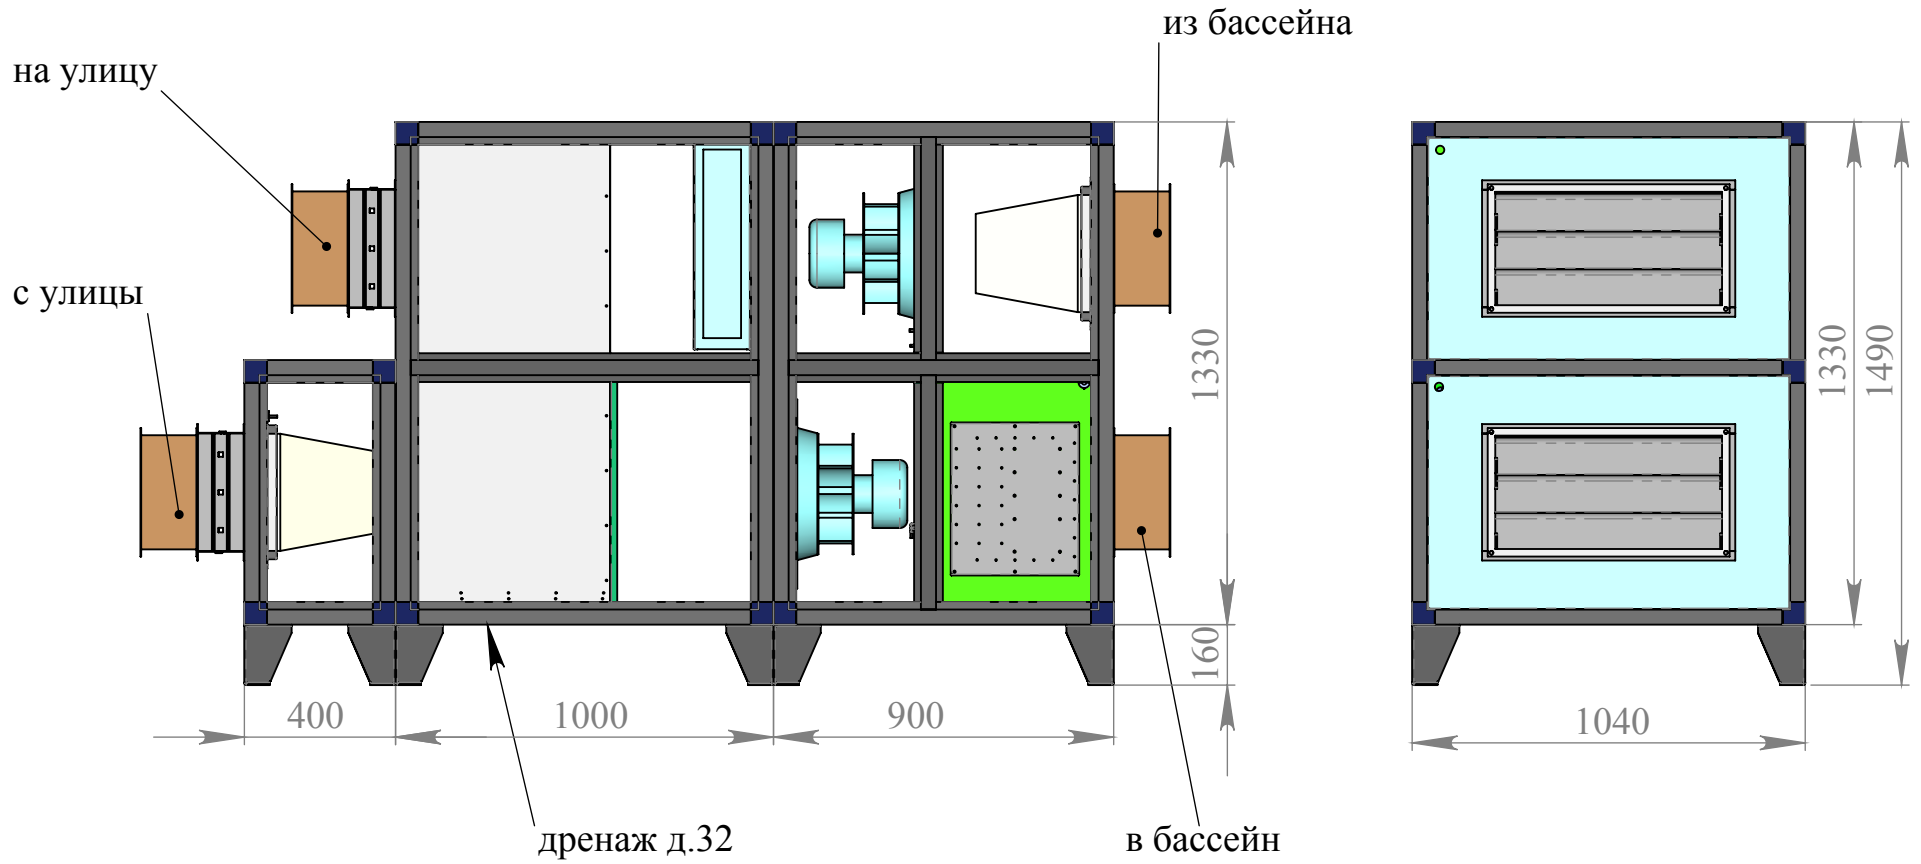 из бассейна
на улицу
с улицы
1330
160
1330
1490
400
1000
900
1040
дренаж д.32
в бассейн